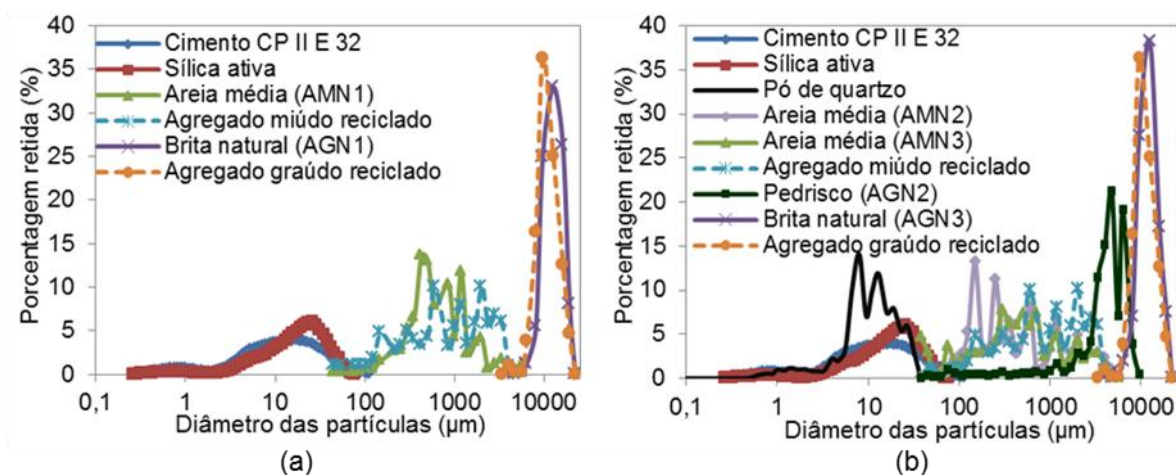 40
35
30
25
20
15
10
5
0
Porcentagem retida (%)
Cimento CP II E 32
Sílica ativa
Areia média (AMN1)
Agregado miúdo reciclado
Brita natural (AGN1)
Agregado graúdo reciclado
0,1 1 10 100 1000 10000
Diâmetro das partículas (µm)
(a)
40
35
30
25
20
15
10
5
0
Porcentagem retida (%)
Cimento CP II E 32
Sílica ativa
Pó de quartzo
Areia média (AMN2)
Areia média (AMN3)
Agregado miúdo reciclado
Pedrisco (AGN2)
Brita natural (AGN3)
Agregado graúdo reciclado
0,1 1 10 100 1000 10000
Diâmetro das partículas (µm)
(b)